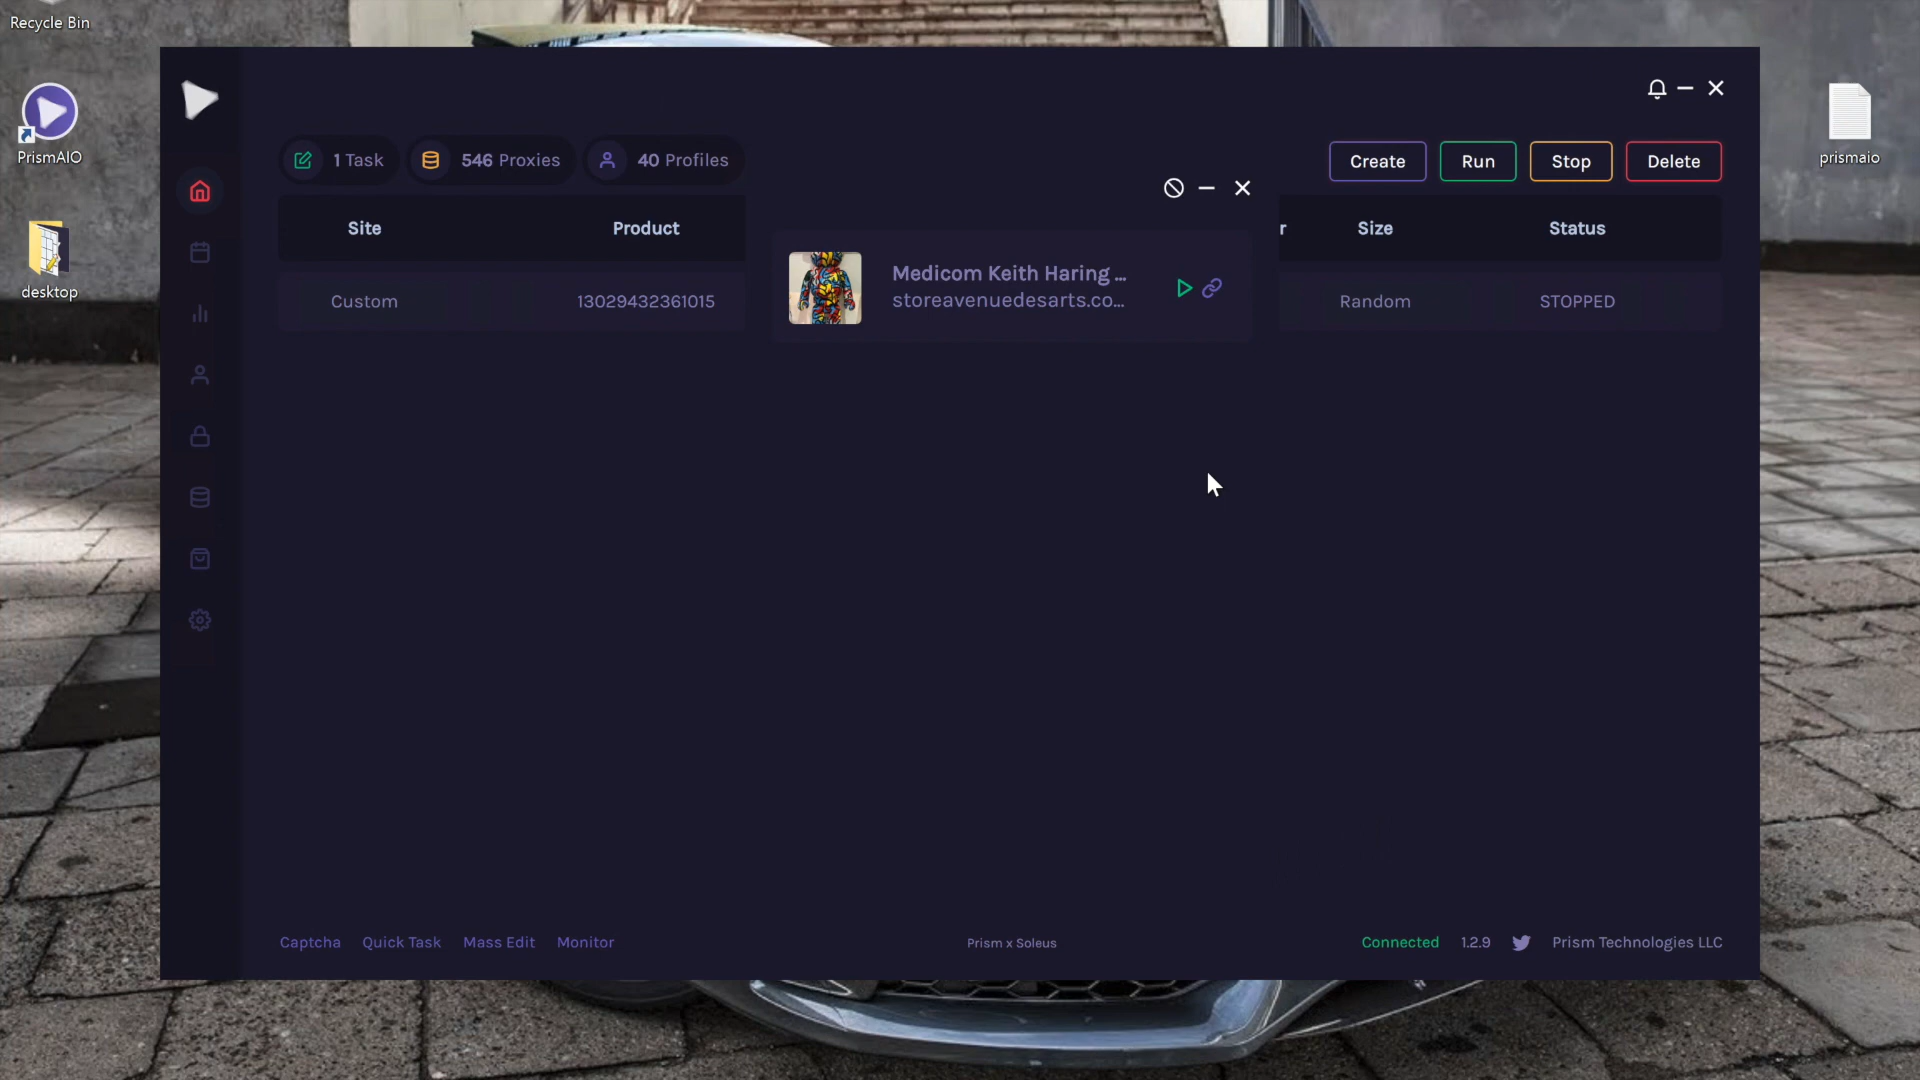 Recycle Bin
PrismAIO
desktop
prismaio
1 Task
546 Proxies
40 Profiles
Create
Run
Stop
Delete
Site
Product
r
Size
Status
Custom
13029432361015
Medicom Keith Haring ...
storeavenuedesarts.co...
Random
STOPPED
Captcha
Quick Task
Mass Edit
Monitor
Prism x Soleus
Connected
1.2.9
Prism Technologies LLC